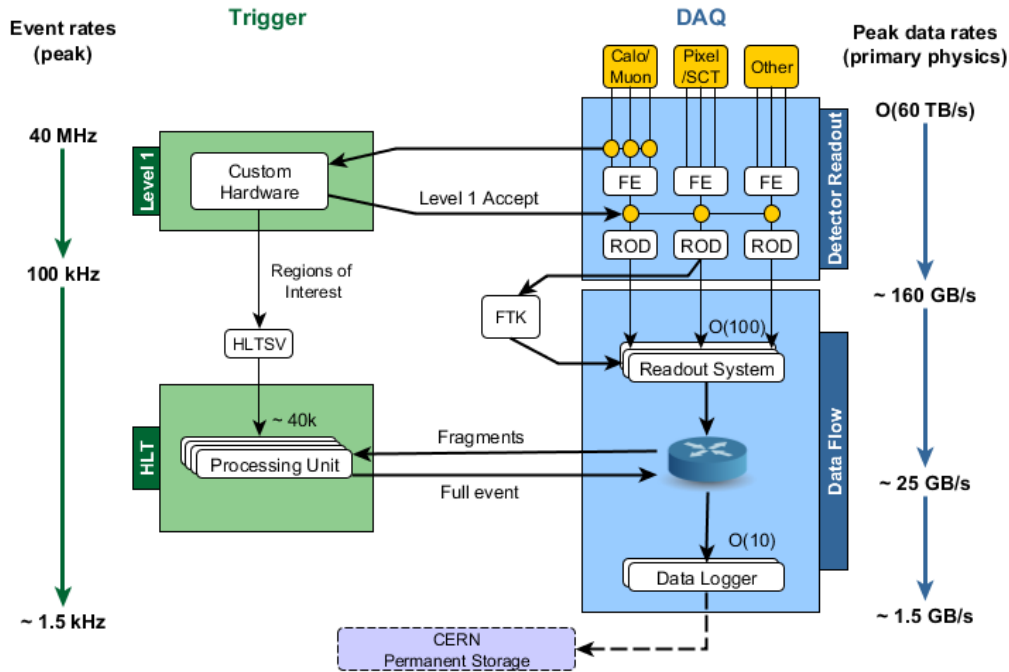 Event rates
(peak)
Trigger
DAQ
Peak data rates
(primary physics)
Calo/
Muon
Pixel
/SCT
Other
40 MHz
O(60 TB/s)
Level 1
Custom
Hardware
FE
FE
FE
Detector Readout
Level 1 Accept
ROD
ROD
ROD
100 kHz
Regions of
Interest
~ 160 GB/s
FTK
O(100)
HLTSV
Readout System
~ 40k
HLT
Processing Unit
Fragments
Full event
Data Flow
~ 25 GB/s
O(10)
Data Logger
~ 1.5 kHz
~ 1.5 GB/s
CERN
Permanent Storage